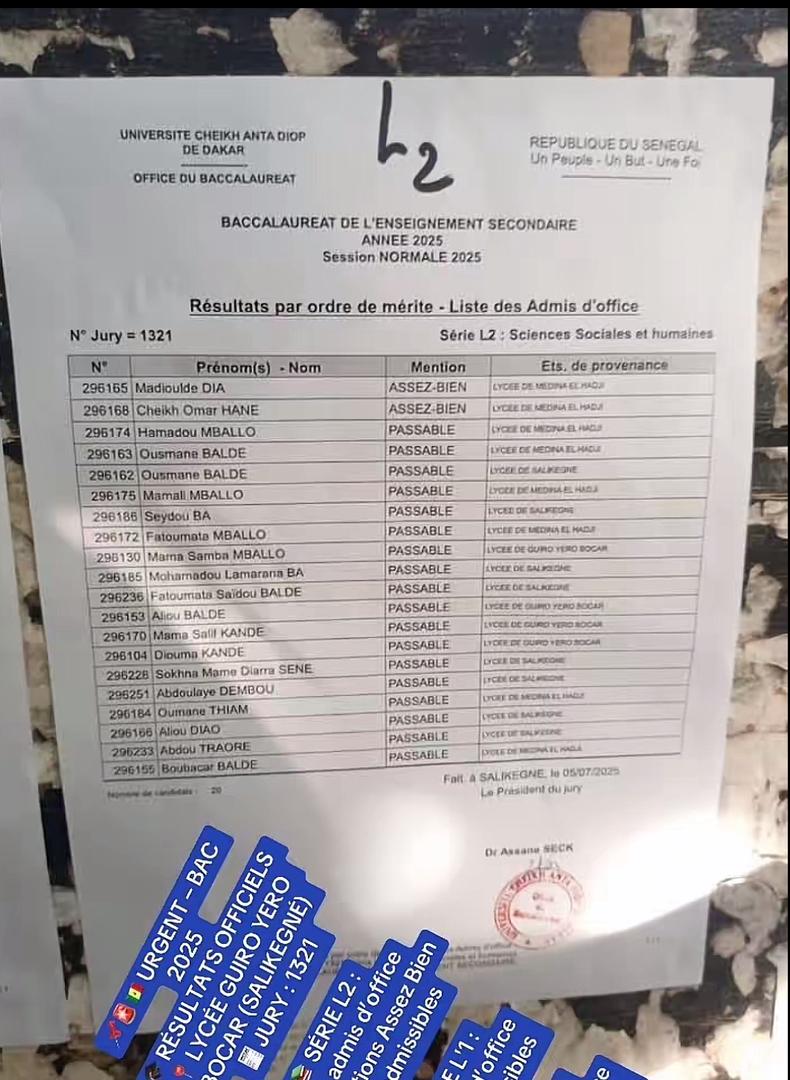 L2
UNIVERSITE CHEIKH ANTA DIOP
DE DAKAR
OFFICE DU BACCALAUREAT
REPUBLIQUE DU SENEGAL
Un Peuple - Un But - Une Foi
BACCALAUREAT DE L'ENSEIGNEMENT SECONDAIRE
ANNEE 2025
Session NORMALE 2025
Résultats par ordre de mérite - Liste des Admis d'office
N° Jury = 1321 Série L2 : Sciences Sociales et humaines
N° Prénom(s) - Nom Mention Ets. de provenance
296165 Madioulde DIA ASSEZ-BIEN LYCEE DE MEDINA EL HADJI
296168 Cheikh Omar HANE ASSEZ-BIEN LYCEE DE MEDINA EL HADJI
296174 Hamadou MBALLO PASSABLE LYCEE DE MEDINA EL HADJI
296163 Ousmane BALDE PASSABLE LYCEE DE MEDINA EL HADJI
296162 Ousmane BALDE PASSABLE LYCEE DE SALIKEGNE
296175 Mamali MBALLO PASSABLE LYCEE DE MEDINA EL HADJI
296186 Seydou BA PASSABLE LYCEE DE SALIKEGNE
296172 Fatoumata MBALLO PASSABLE LYCEE DE MEDINA EL HADJI
296130 Mama Samba MBALLO PASSABLE LYCEE DE GUIRO YERO BOCAR
296185 Mohamadou Lamarana BA PASSABLE LYCEE DE SALIKEGNE
296236 Fatoumata Saïdou BALDE PASSABLE LYCEE DE SALIKEGNE
296153 Aliou BALDE PASSABLE LYCEE DE GUIRO YERO BOCAR
296170 Mama Salif KANDE PASSABLE LYCEE DE GUIRO YERO BOCAR
296104 Diouma KANDE PASSABLE LYCEE DE GUIRO YERO BOCAR
296228 Sokhna Mame Diarra SENE PASSABLE LYCEE DE SALIKEGNE
296251 Abdoulaye DEMBOU PASSABLE LYCEE DE SALIKEGNE
296184 Oumane THIAM PASSABLE LYCEE DE MEDINA EL HADJI
296166 Aliou DIAO PASSABLE LYCEE DE SALIKEGNE
296233 Abdou TRAORE PASSABLE LYCEE DE SALIKEGNE
296155 Boubacar BALDE PASSABLE LYCEE DE MEDINA EL HADJI
Nombre de candidats : 20
Fait à SALIKEGNE, le 05/07/2025
Le Président du jury
Dr Assane SECK
URGENT – BAC
2025
RÉSULTATS OFFICIELS
LYCÉE GUIRO YERO
BOCAR (SALIKEGNÉ)
JURY : 1321
SÉRIE L2 :
admis d'office
Assez Bien